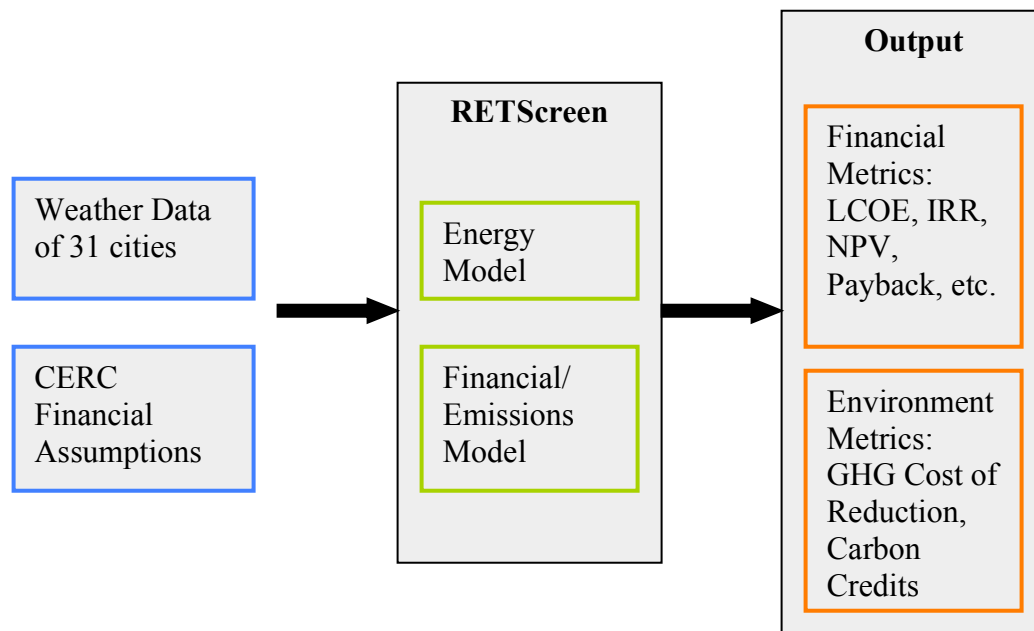 Weather Data
of 31 cities
CERC
Financial
Assumptions
RETScreen
Energy
Model
Financial/
Emissions
Model
Output
Financial
Metrics:
LCOE, IRR,
NPV,
Payback, etc.
Environment
Metrics:
GHG Cost of
Reduction,
Carbon
Credits